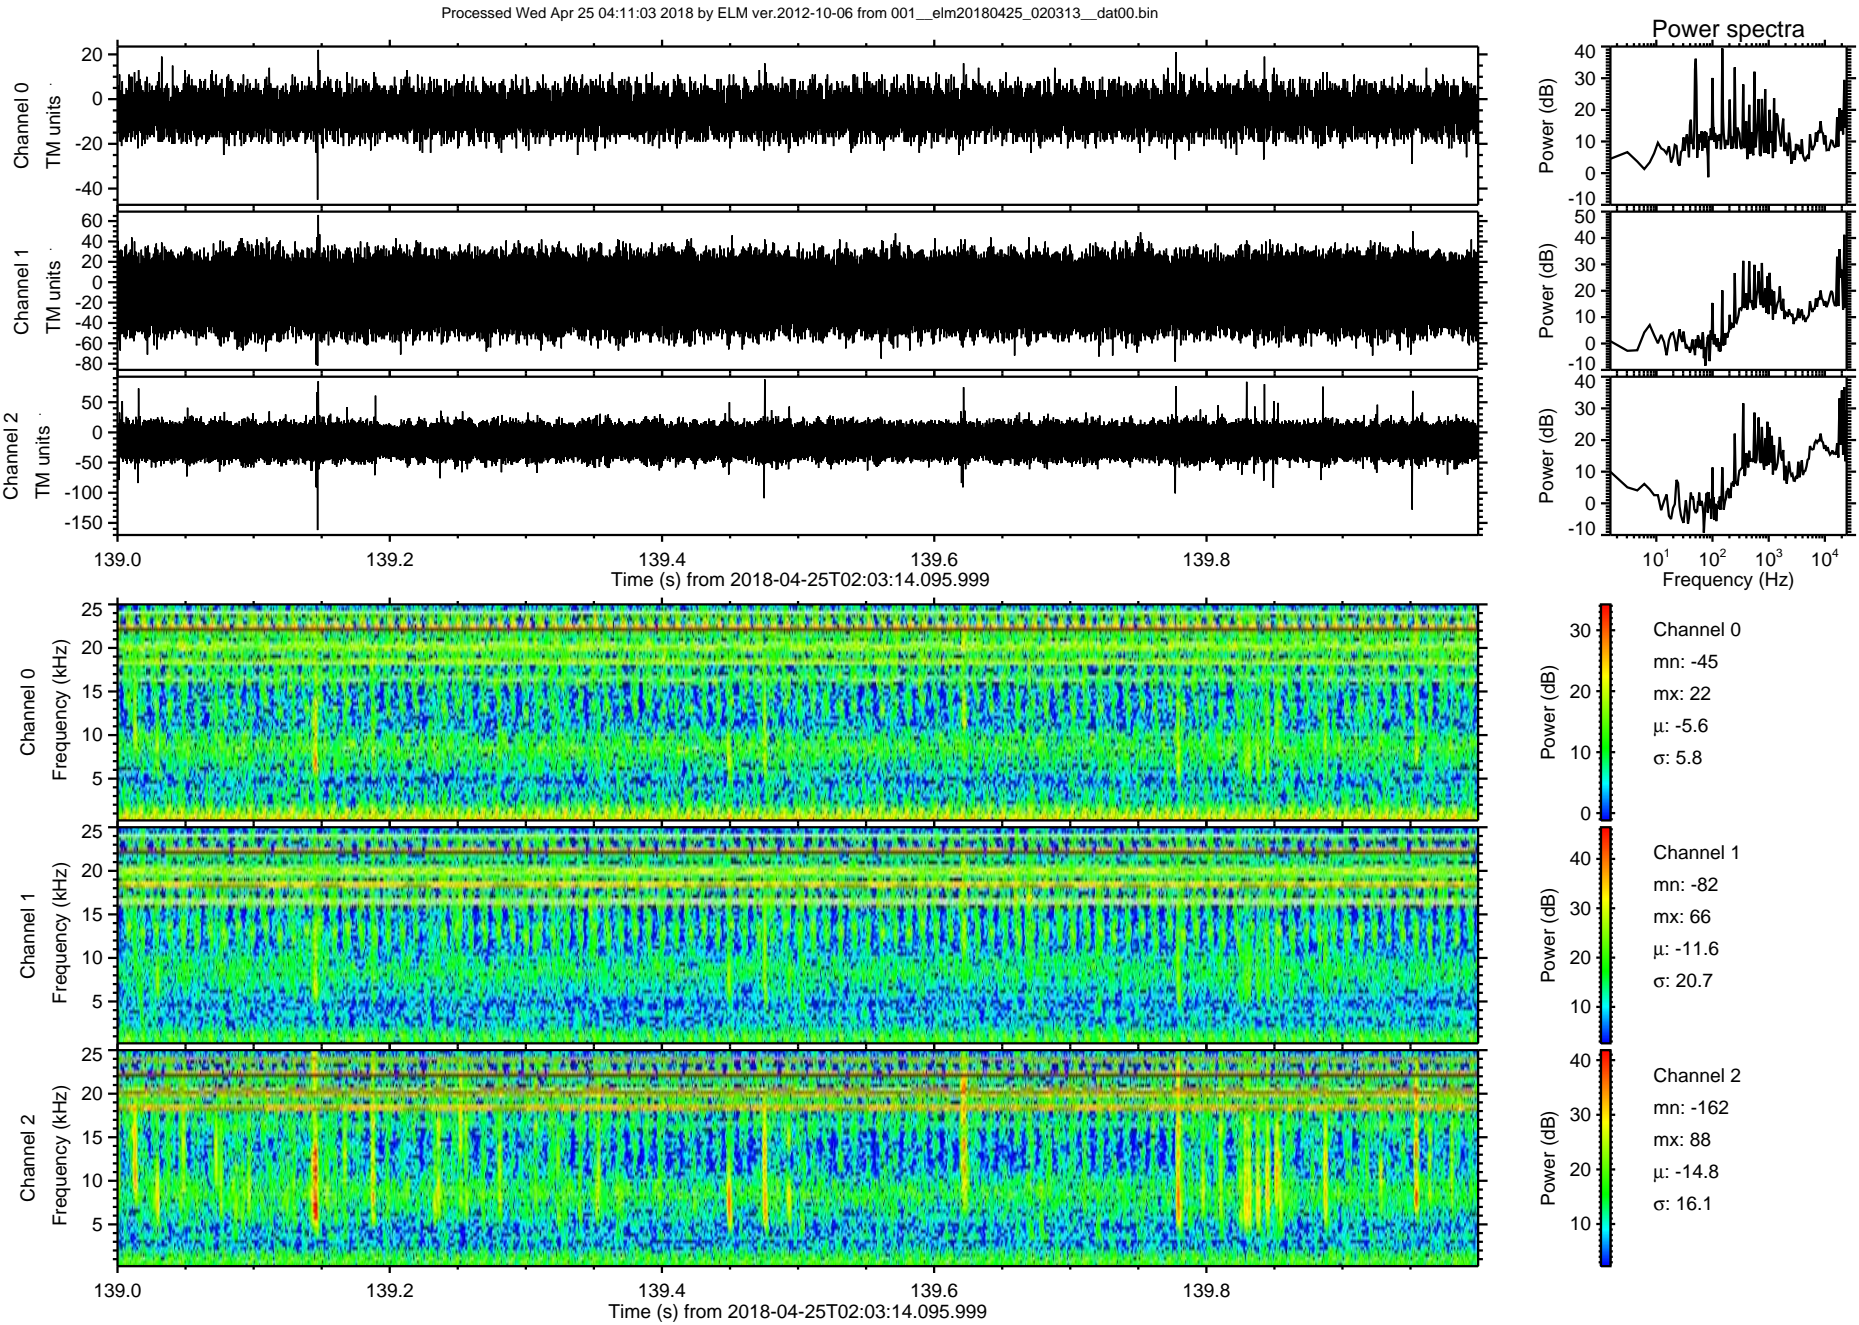 Processed Wed Apr 25 04:11:03 2018 by ELM ver.2012-10-06 from 001__elm20180425_020313__dat00.bin
Power spectra
Channel 0
TM units
20
0
-20
-40
Power (dB)
40
30
20
10
0
-10
Channel 1
TM units
60
40
20
0
-20
-40
-60
-80
Power (dB)
50
40
30
20
10
0
-10
Channel 2
TM units
50
0
-50
-100
-150
Power (dB)
40
30
20
10
0
-10
139.0 139.2 139.4 139.6 139.8
Time (s) from 2018-04-25T02:03:14.095.999
10¹ 10² 10³ 10⁴
Frequency (Hz)
Channel 0
Frequency (kHz)
25
20
15
10
5
Power (dB)
30
20
10
0
Channel 0
mn: -45
mx: 22
μ: -5.6
σ: 5.8
Channel 1
Frequency (kHz)
25
20
15
10
5
Power (dB)
40
30
20
10
Channel 1
mn: -82
mx: 66
μ: -11.6
σ: 20.7
Channel 2
Frequency (kHz)
25
20
15
10
5
Power (dB)
40
30
20
10
Channel 2
mn: -162
mx: 88
μ: -14.8
σ: 16.1
139.0 139.2 139.4 139.6 139.8
Time (s) from 2018-04-25T02:03:14.095.999